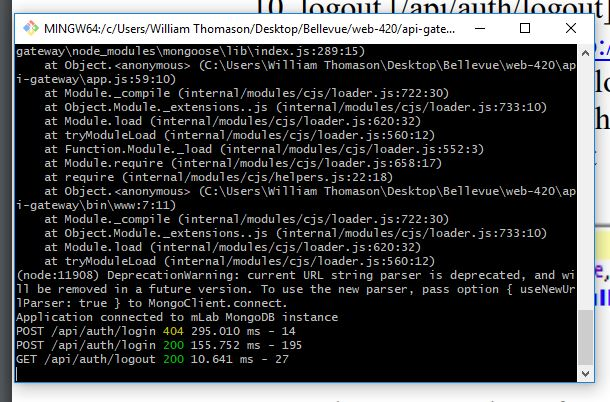 10. logout [/api/auth/logout]
MINGW64:/c/Users/William Thomason/Desktop/Bellevue/web-420/api-gate...
gateway\node_modules\mongoose\lib\index.js:289:15)
at Object.<anonymous> (C:\Users\William Thomason\Desktop\Bellevue\web-420\ap
i-gateway\app.js:59:10)
at Module._compile (internal/modules/cjs/loader.js:722:30)
at Object.Module._extensions..js (internal/modules/cjs/loader.js:733:10)
at Module.load (internal/modules/cjs/loader.js:620:32)
at tryModuleLoad (internal/modules/cjs/loader.js:560:12)
at Function.Module._load (internal/modules/cjs/loader.js:552:3)
at Module.require (internal/modules/cjs/loader.js:658:17)
at require (internal/modules/cjs/helpers.js:22:18)
at Object.<anonymous> (C:\Users\William Thomason\Desktop\Bellevue\web-420\ap
i-gateway\bin\www:7:11)
at Module._compile (internal/modules/cjs/loader.js:722:30)
at Object.Module._extensions..js (internal/modules/cjs/loader.js:733:10)
at Module.load (internal/modules/cjs/loader.js:620:32)
at tryModuleLoad (internal/modules/cjs/loader.js:560:12)
(node:11908) DeprecationWarning: current URL string parser is deprecated, and wi
ll be removed in a future version. To use the new parser, pass option { useNewUr
lParser: true } to MongoClient.connect.
Application connected to mLab MongoDB instance
POST /api/auth/login 404 295.010 ms - 14
POST /api/auth/login 200 155.752 ms - 195
GET /api/auth/logout 200 10.641 ms - 27